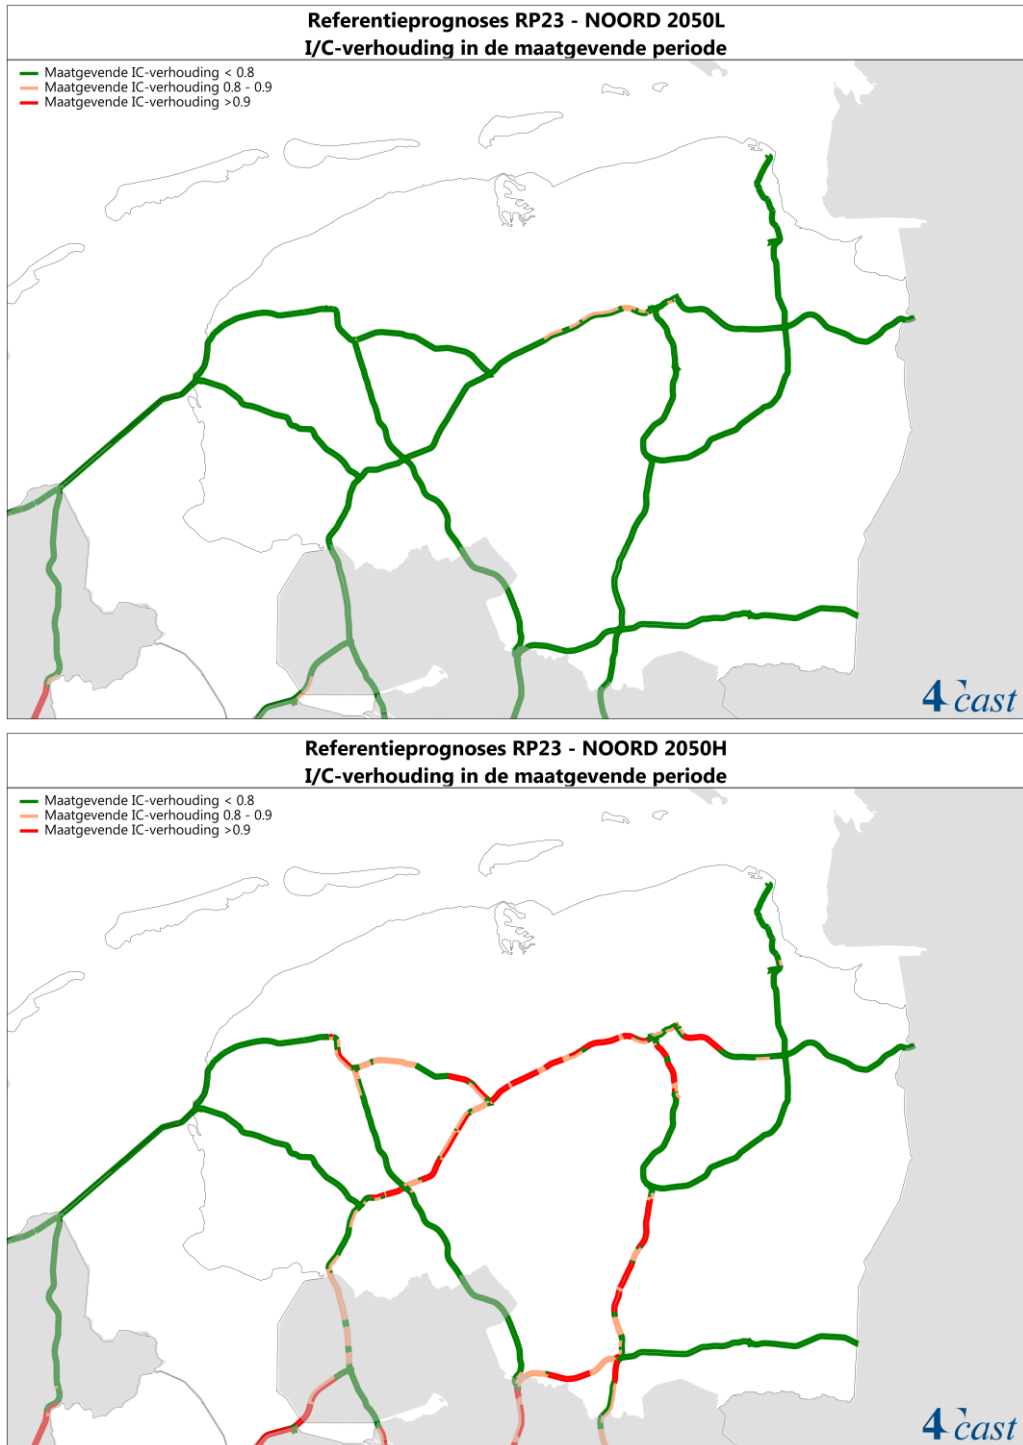 Referentieprognoses RP23 - NOORD 2050L
I/C-verhouding in de maatgevende periode
Maatgevende IC-verhouding < 0.8
Maatgevende IC-verhouding 0.8 - 0.9
Maatgevende IC-verhouding >0.9
4cast
Referentieprognoses RP23 - NOORD 2050H
I/C-verhouding in de maatgevende periode
Maatgevende IC-verhouding < 0.8
Maatgevende IC-verhouding 0.8 - 0.9
Maatgevende IC-verhouding >0.9
4cast